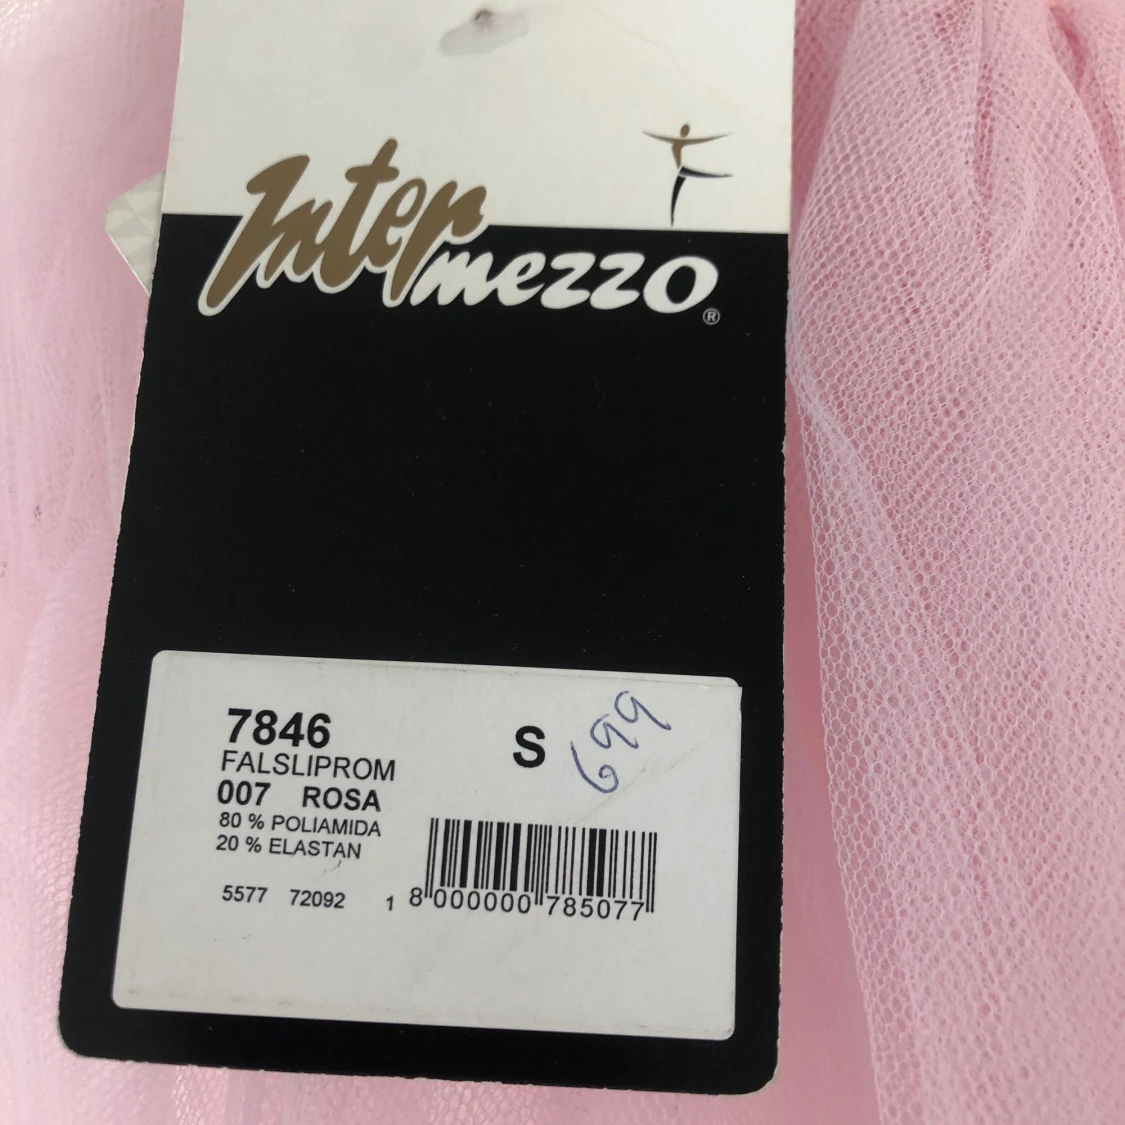 Inter
mezzo®
7846
S
699
FALSLIPROM
007 ROSA
80 % POLIAMIDA
20 % ELASTAN
5577 72092 1
8 000000 785077